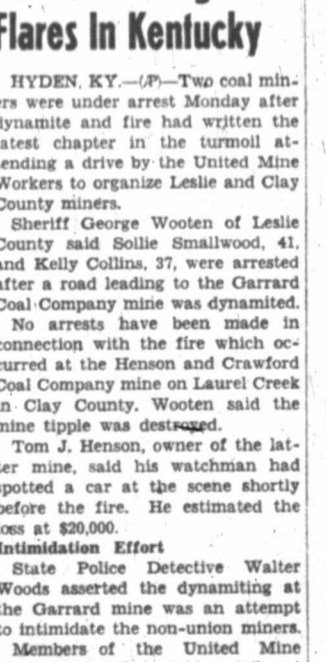 Flares In Kentucky
HYDEN, KY.—(AP)—Two coal min-
ers were under arrest Monday after
dynamite and fire had written the
latest chapter in the turmoil at-
tending a drive by the United Mine
Workers to organize Leslie and Clay
County miners.
Sheriff George Wooten of Leslie
County said Sollie Smallwood, 41,
and Kelly Collins, 37, were arrested
after a road leading to the Garrard
Coal Company mine was dynamited.
No arrests have been made in
connection with the fire which oc-
curred at the Henson and Crawford
Coal Company mine on Laurel Creek
in Clay County. Wooten said the
mine tipple was destroyed.
Tom J. Henson, owner of the lat-
ter mine, said his watchman had
spotted a car at the scene shortly
before the fire. He estimated the
loss at $20,000.
Intimidation Effort
State Police Detective Walter
Woods asserted the dynamiting at
the Garrard mine was an attempt
to intimidate the non-union miners.
Members of the United Mine